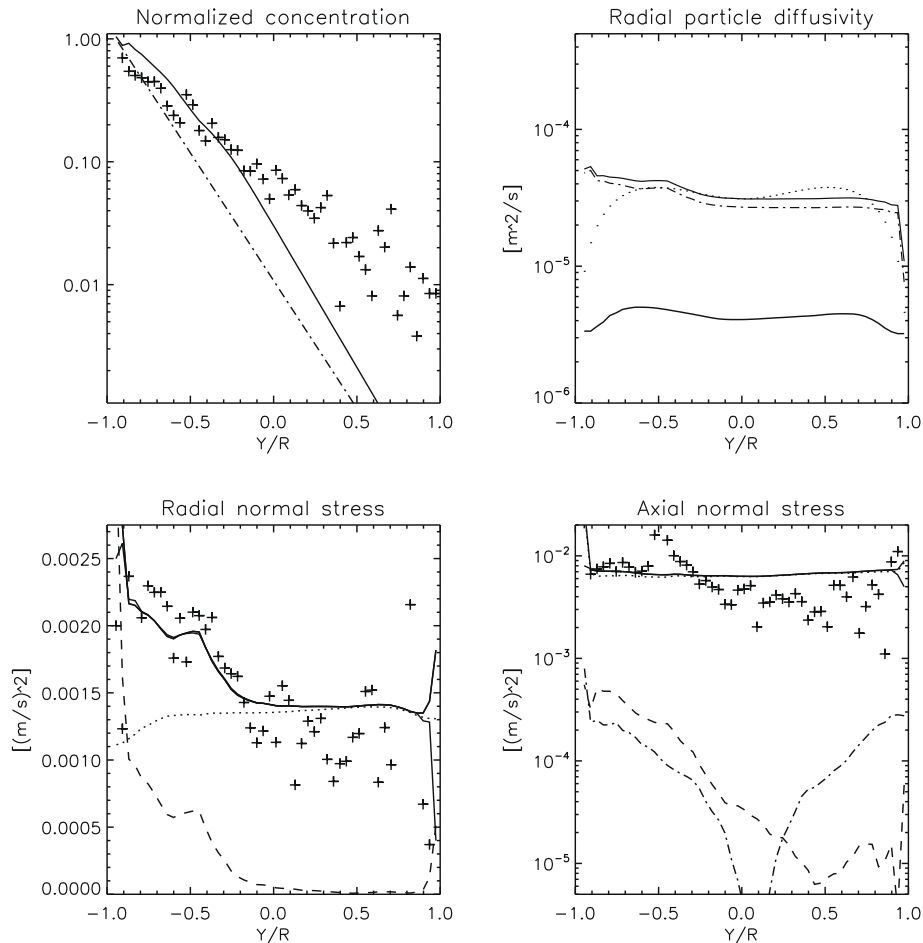 Normalized concentration
1.00
0.10
0.01
−1.0 −0.5 0.0 0.5 1.0
Y/R
Radial particle diffusivity
[m^2/s]
10^−4
10^−5
10^−6
−1.0 −0.5 0.0 0.5 1.0
Y/R
Radial normal stress
[(m/s)^2]
0.0025
0.0020
0.0015
0.0010
0.0005
0.0000
−1.0 −0.5 0.0 0.5 1.0
Y/R
Axial normal stress
[(m/s)^2]
10^−2
10^−3
10^−4
10^−5
−1.0 −0.5 0.0 0.5 1.0
Y/R